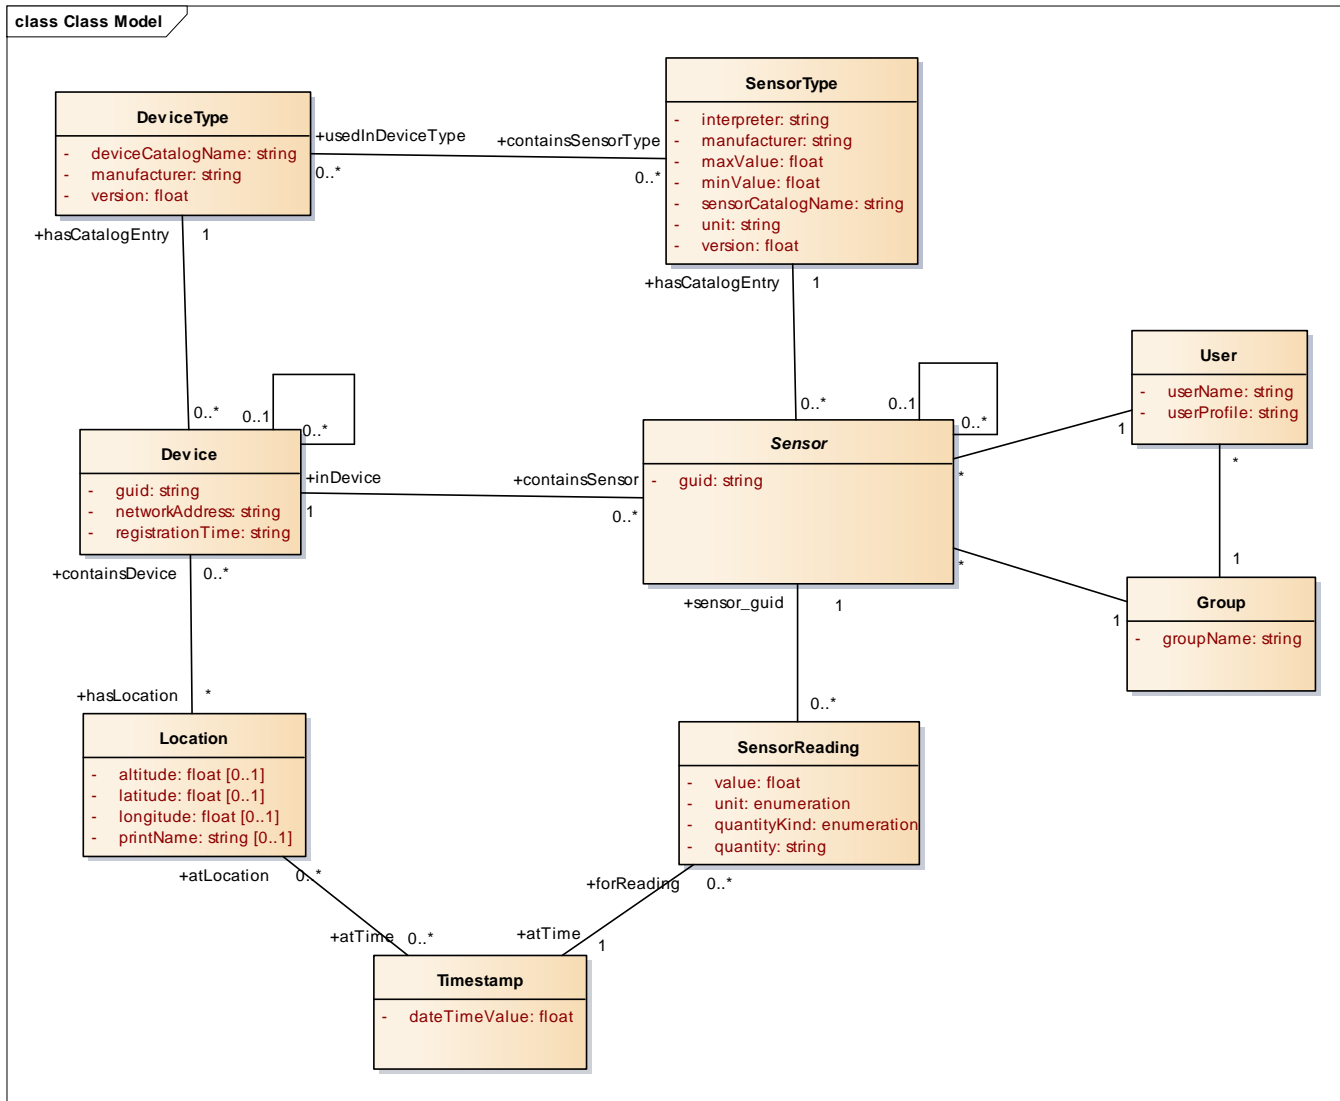 class Class Model
DeviceType
- deviceCatalogName: string
- manufacturer: string
- version: float
SensorType
- interpreter: string
- manufacturer: string
- maxValue: float
- minValue: float
- sensorCatalogName: string
- unit: string
- version: float
+usedInDeviceType
0..*
+containsSensorType
0..*
+hasCatalogEntry
1
+hasCatalogEntry
1
User
- userName: string
- userProfile: string
0..*
0..1
0..*
0..*
0..1
0..*
Device
- guid: string
- networkAddress: string
- registrationTime: string
+inDevice
1
+containsSensor
0..*
Sensor
- guid: string
*
1
*
1
*
1
Group
- groupName: string
+containsDevice
0..*
+sensor_guid
1
+hasLocation
*
0..*
Location
- altitude: float [0..1]
- latitude: float [0..1]
- longitude: float [0..1]
- printName: string [0..1]
SensorReading
- value: float
- unit: enumeration
- quantityKind: enumeration
- quantity: string
+atLocation
0..*
+forReading
0..*
+atTime
0..*
+atTime
1
Timestamp
- dateTimeValue: float